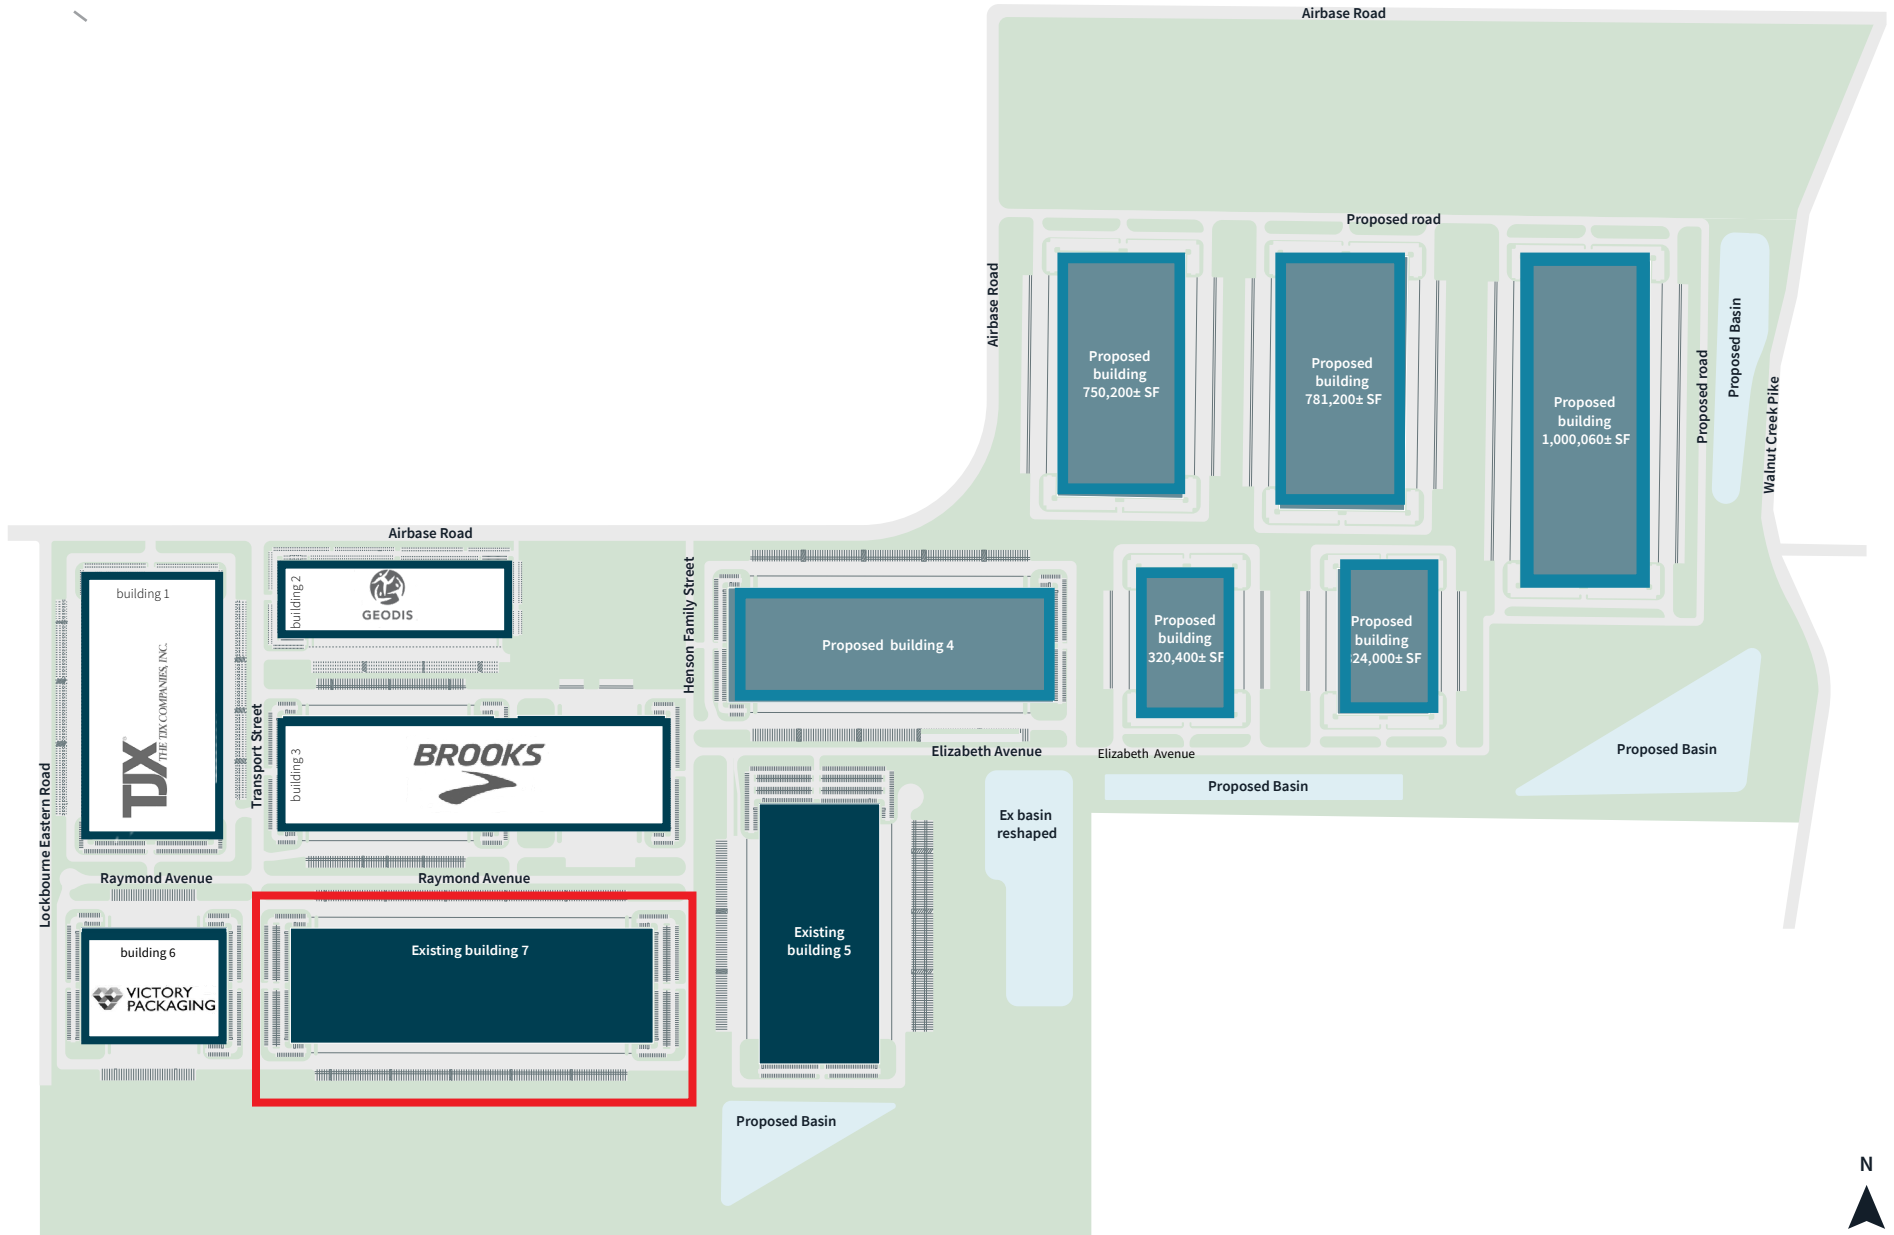 Airbase Road
Proposed road
Airbase Road
Proposed
building
750,200± SF
Proposed
building
781,200± SF
Proposed
building
1,000,060± SF
Proposed road
Proposed Basin
Walnut Creek Pike
Airbase Road
building 1
TJX
THE TJX COMPANIES, INC.
building 2
GEODIS
Henson Family Street
Proposed building 4
Proposed
building
320,400± SF
Proposed
building
24,000± SF
Proposed Basin
Elizabeth Avenue
Elizabeth Avenue
Proposed Basin
Lockbourne Eastern Road
Transport Street
building 3
BROOKS
Ex basin
reshaped
Raymond Avenue
Raymond Avenue
building 6
VICTORY
PACKAGING
Existing building 7
Existing
building 5
Proposed Basin
N